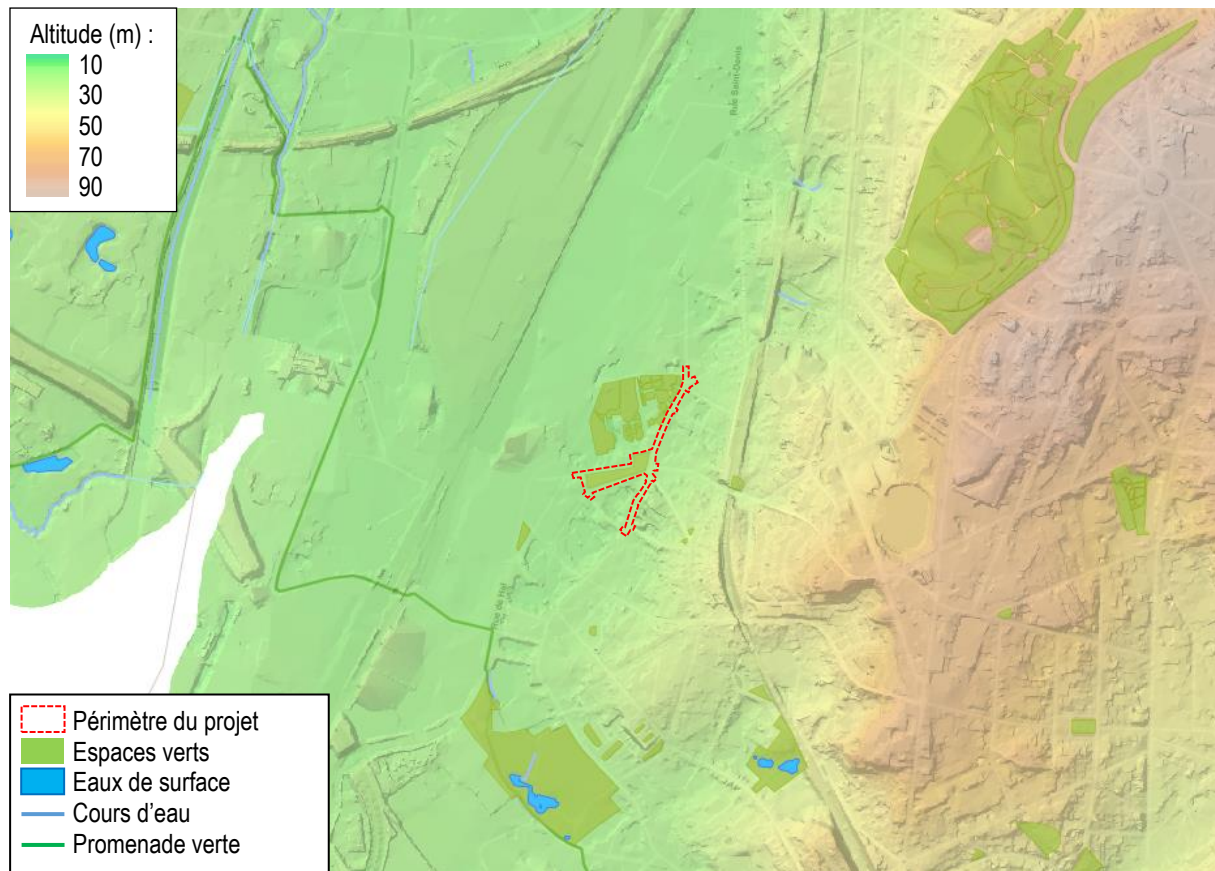 Altitude (m) :
10
30
50
70
90
Rue Saint-Denis
Rue de Hal
Périmètre du projet
Espaces verts
Eaux de surface
Cours d'eau
Promenade verte